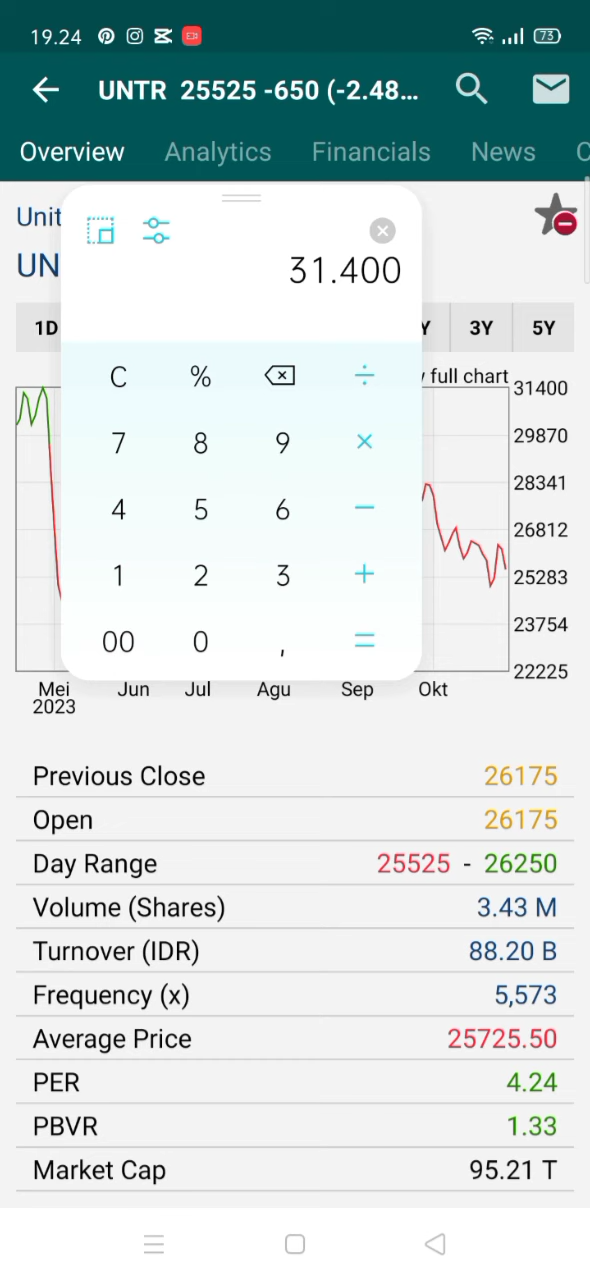 19.24
73
UNTR 25525 -650 (-2.48...
Overview Analytics Financials News C
Unit
UN
31.400
1D Y 3Y 5Y
full chart
C %
7 8 9 ×
4 5 6 −
1 2 3 +
00 0 , =
31400
29870
28341
26812
25283
23754
22225
Mei Jun Jul Agu Sep Okt
2023
Previous Close 26175
Open 26175
Day Range 25525 - 26250
Volume (Shares) 3.43 M
Turnover (IDR) 88.20 B
Frequency (x) 5,573
Average Price 25725.50
PER 4.24
PBVR 1.33
Market Cap 95.21 T